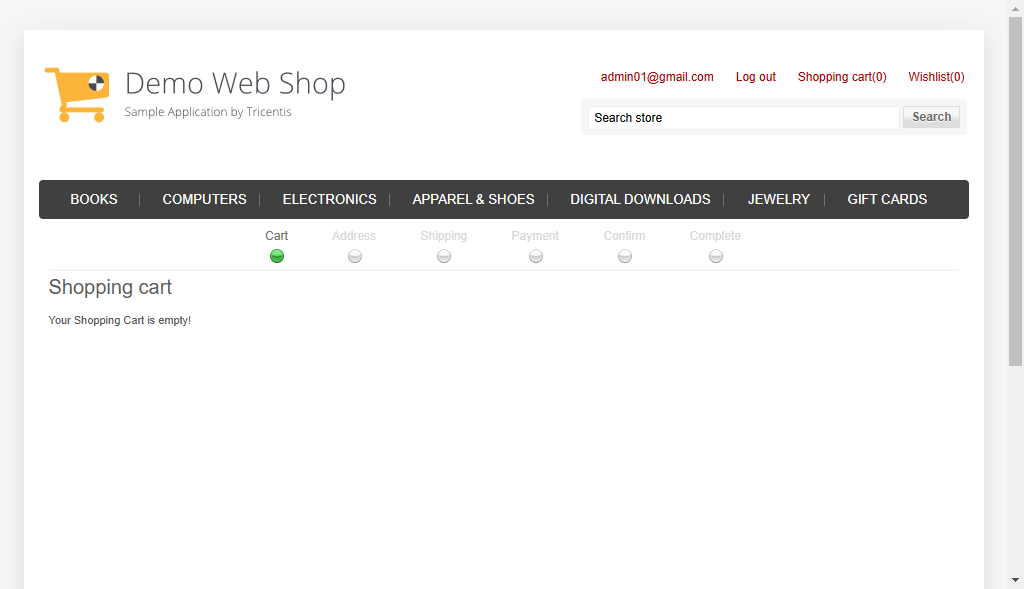 Demo Web Shop
Sample Application by Tricentis
admin01@gmail.com Log out Shopping cart(0) Wishlist(0)
Search store Search
BOOKS COMPUTERS ELECTRONICS APPAREL & SHOES DIGITAL DOWNLOADS JEWELRY GIFT CARDS
Cart Address Shipping Payment Confirm Complete
Shopping cart
Your Shopping Cart is empty!